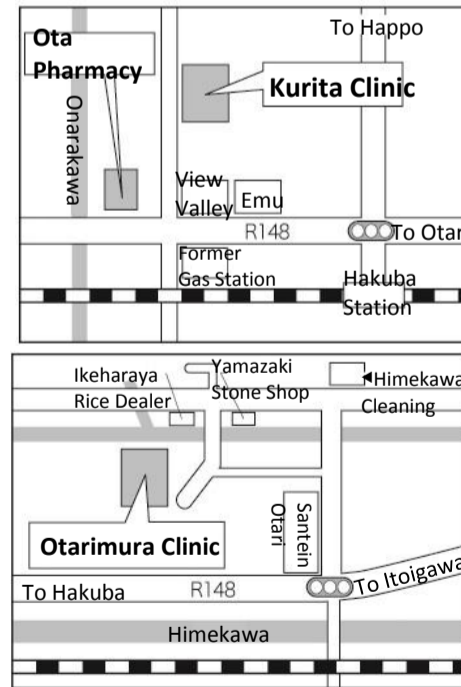 Ota
Pharmacy
To Happo
Kurita Clinic
Onarakawa
View
Valley
Emu
R148
To Otar
Former
Gas Station
Hakuba
Station
Ikeharaya
Rice Dealer
Yamazaki
Stone Shop
Himekawa
Cleaning
Otarimura Clinic
Santein
Otari
To Hakuba
R148
To Itoigawa
Himekawa